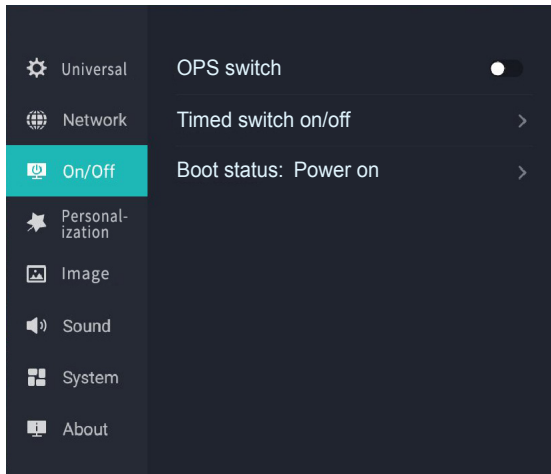 Universal
Network
On/Off
Personal-
ization
Image
Sound
System
About
OPS switch
Timed switch on/off
Boot status: Power on